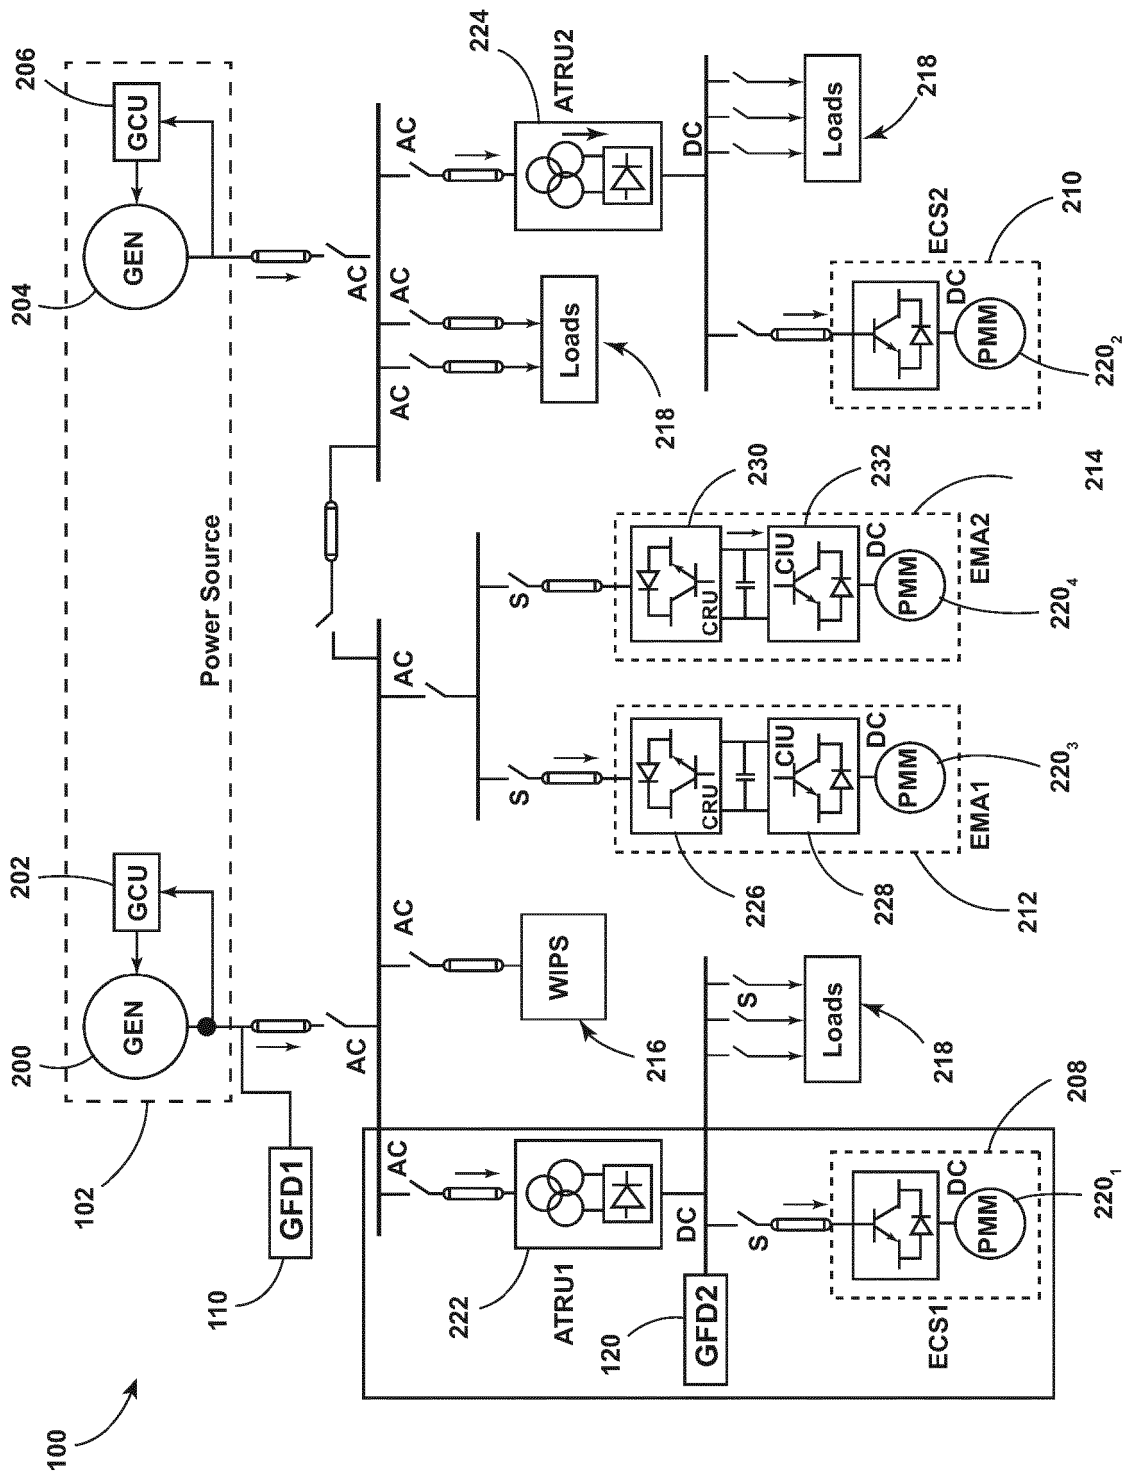 100
102
200
GEN
202
GCU
Power Source
204
GEN
206
GCU
110
GFD1
AC
AC
AC
AC
AC
AC
AC
AC
222
ATRU1
216
WIPS
S
S
218
Loads
224
ATRU2
120
GFD2
DC
S
S
218
Loads
226
CRU
228
CIU
DC
PMM
220₃
EMA1
212
230
CRU
232
CIU
DC
PMM
220₄
EMA2
214
DC
218
Loads
ECS1
DC
PMM
220₁
208
ECS2
DC
PMM
220₂
210